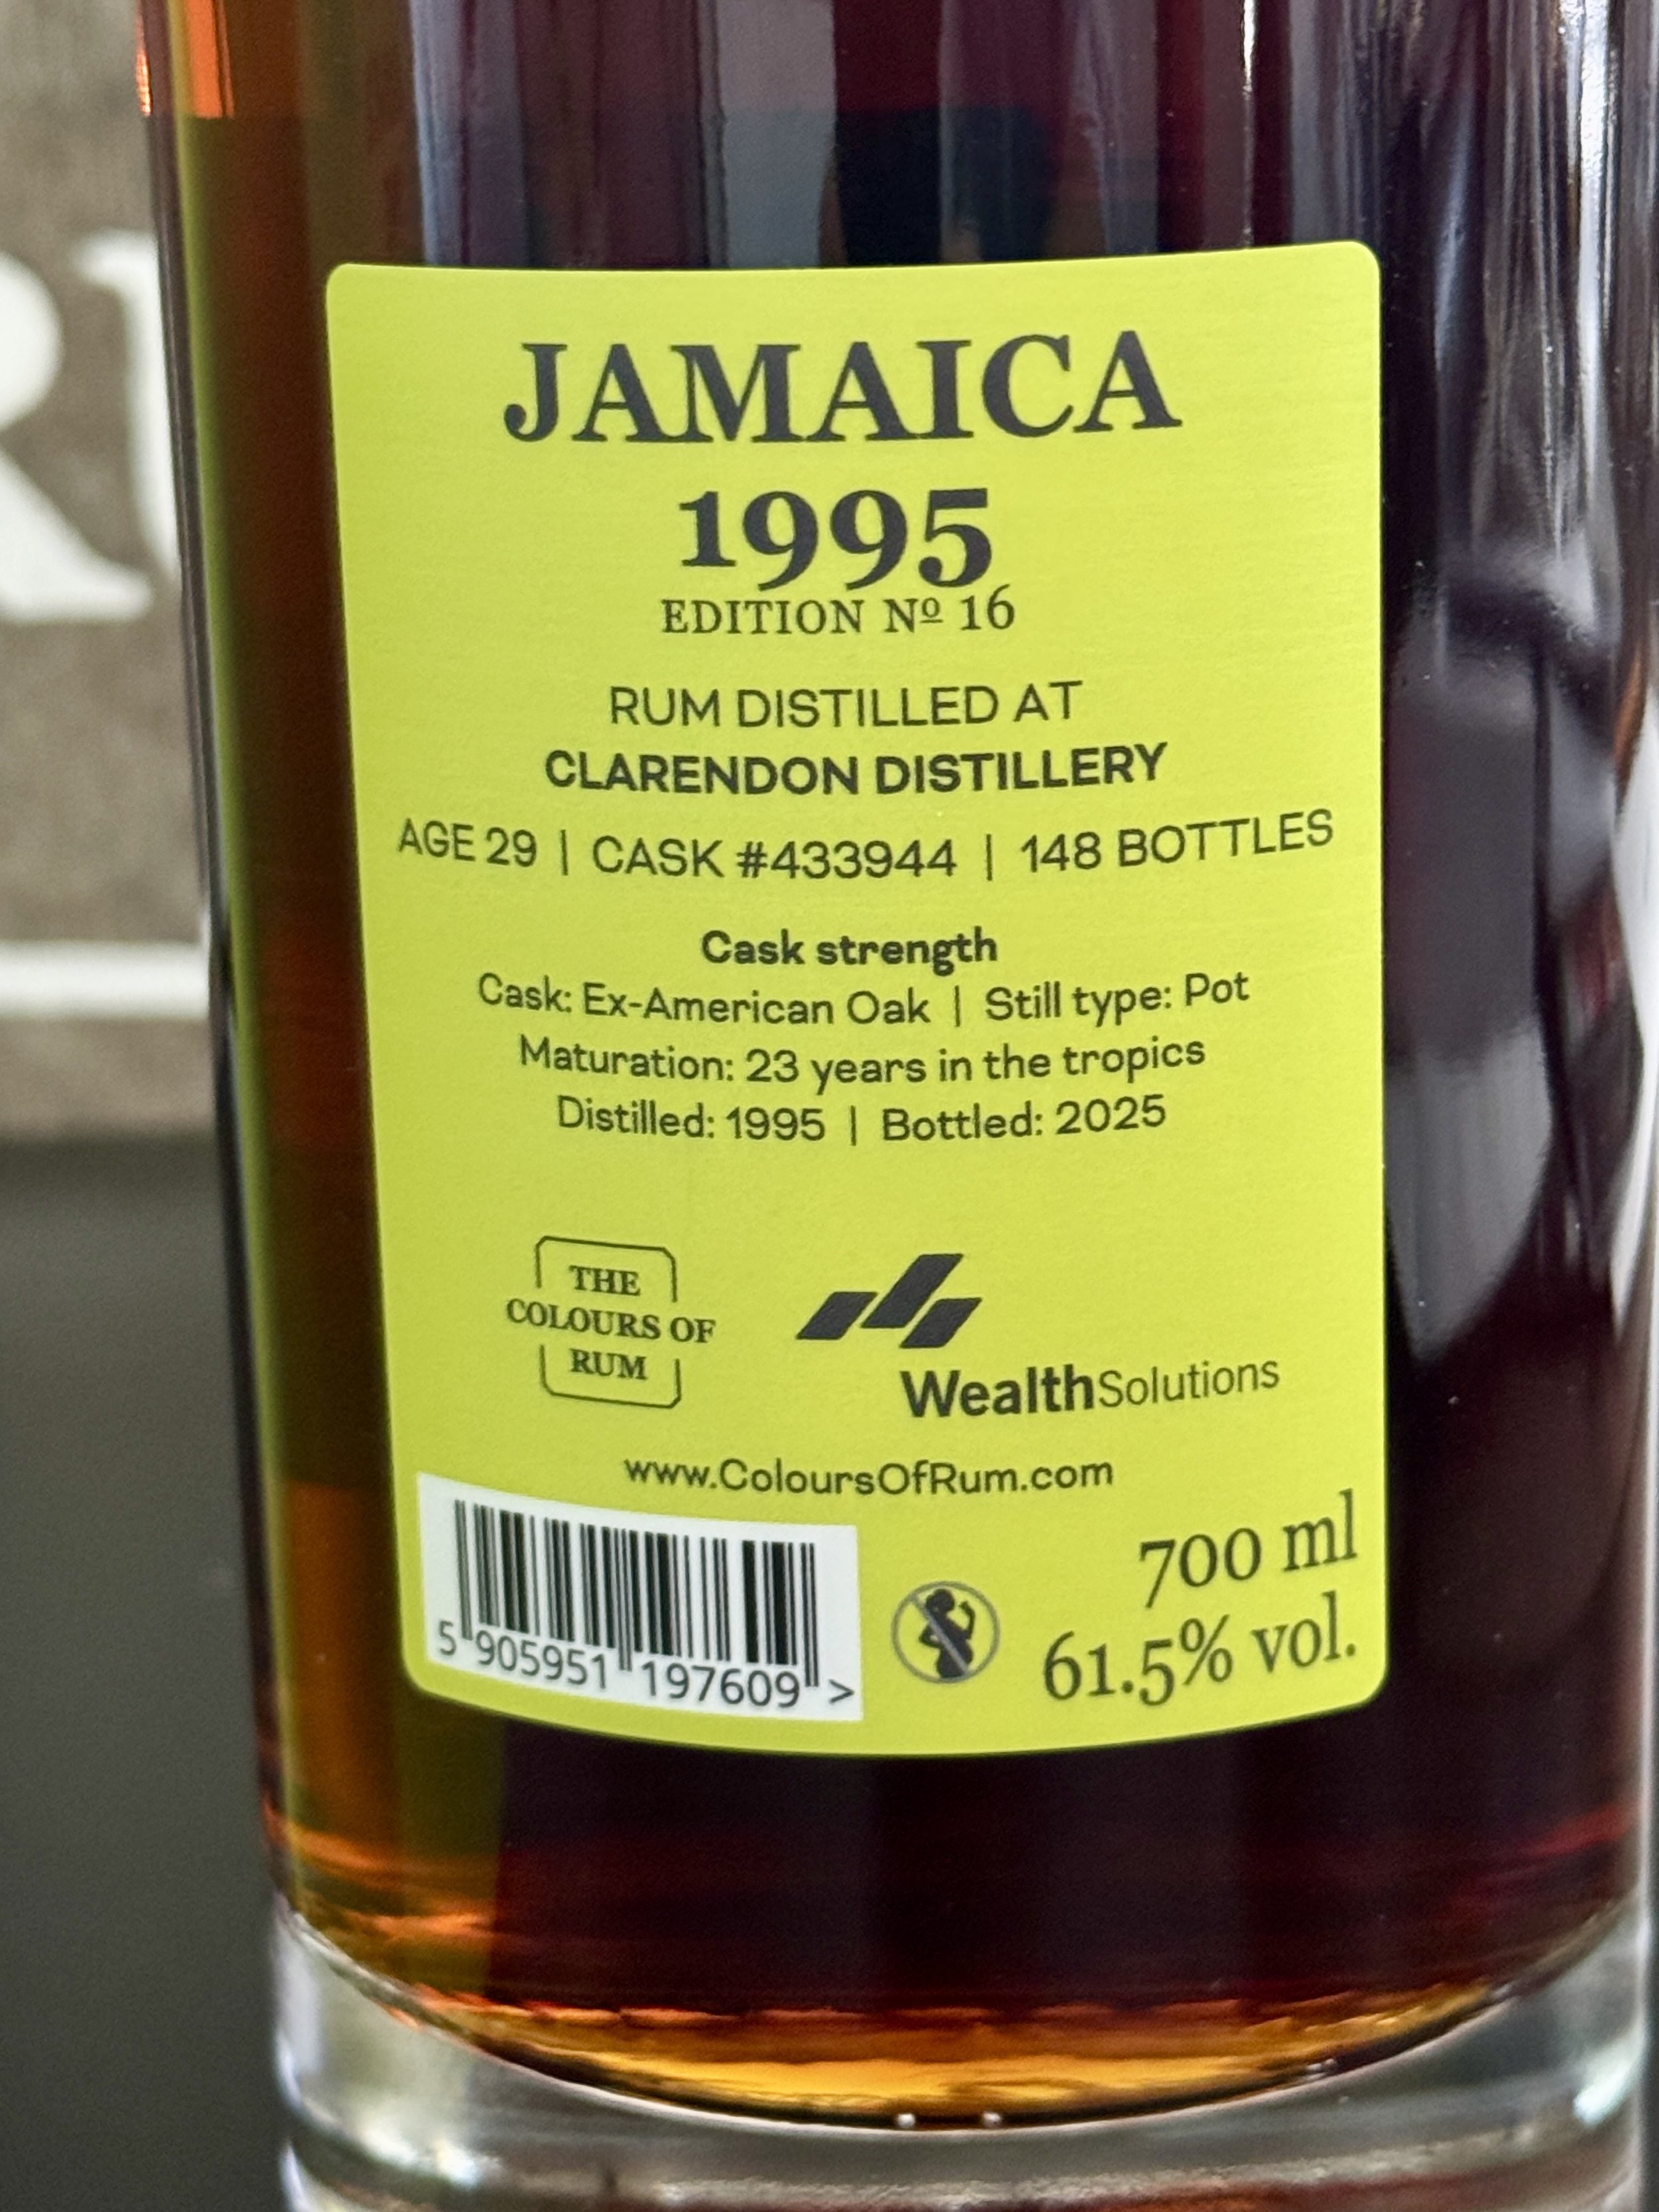 JAMAICA
1995
EDITION Nº 16
RUM DISTILLED AT
CLARENDON DISTILLERY
AGE 29 | CASK #433944 | 148 BOTTLES
Cask strength
Cask: Ex-American Oak | Still type: Pot
Maturation: 23 years in the tropics
Distilled: 1995 | Bottled: 2025
THE
COLOURS OF
RUM
WealthSolutions
www.ColoursOfRum.com
700 ml
61.5% vol.
5 905951 197609 >